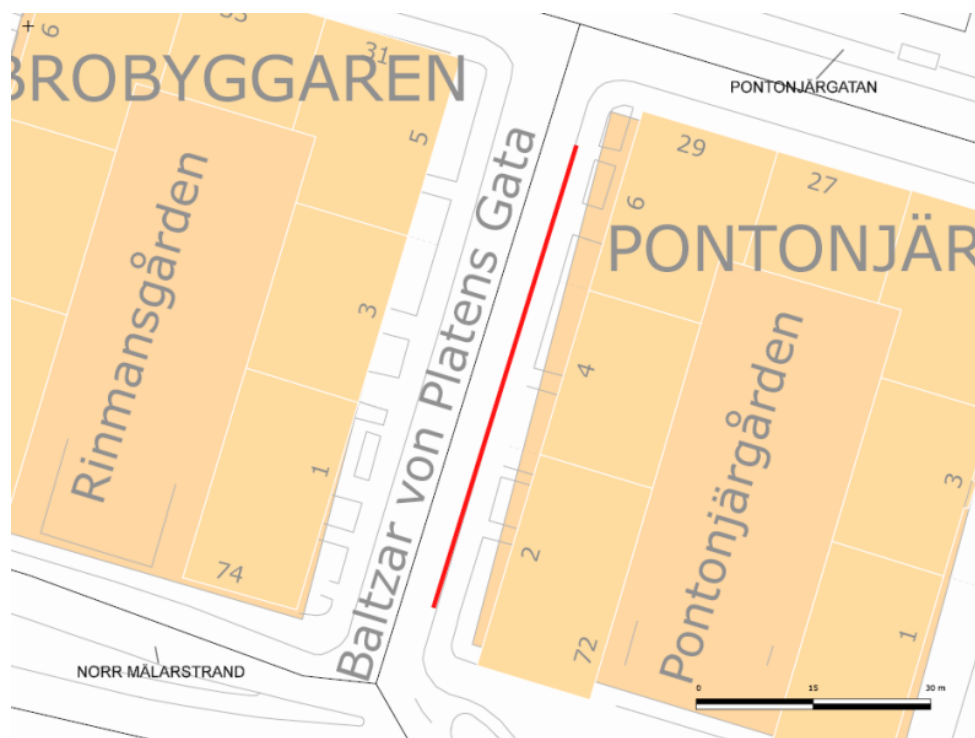 6
33
31
BROBYGGAREN
5
PONTONJÄRGATAN
Rinmansgården
Baltzar von Platens Gata
29
27
6
PONTONJÄR
3
4
Pontonjärgården
1
2
3
74
72
1
NORR MÄLARSTRAND
0
15
30 m